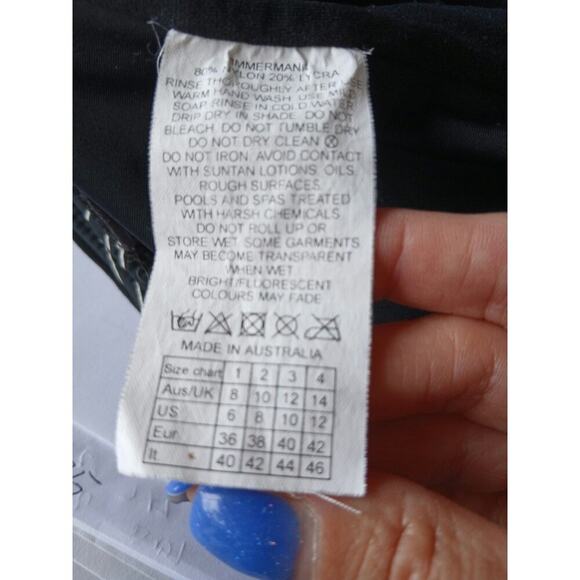 ZIMMERMANN
80% NYLON 20% LYCRA
RINSE THOROUGHLY AFTER USE
WARM HAND WASH USE MILD
SOAP RINSE IN COLD WATER
DRIP DRY IN SHADE. DO NOT
BLEACH DO NOT TUMBLE DRY
DO NOT DRY CLEAN
DO NOT IRON. AVOID CONTACT
WITH SUNTAN LOTIONS. OILS.
ROUGH SURFACES.
POOLS AND SPAS TREATED
WITH HARSH CHEMICALS
DO NOT ROLL UP OR
STORE WET. SOME GARMENTS
MAY BECOME TRANSPARENT
WHEN WET
BRIGHT/FLUORESCENT
COLOURS MAY FADE
MADE IN AUSTRALIA
Size chart 1 2 3 4
Aus/UK 8 10 12 14
US 6 8 10 12
Eur 36 38 40 42
It 40 42 44 46